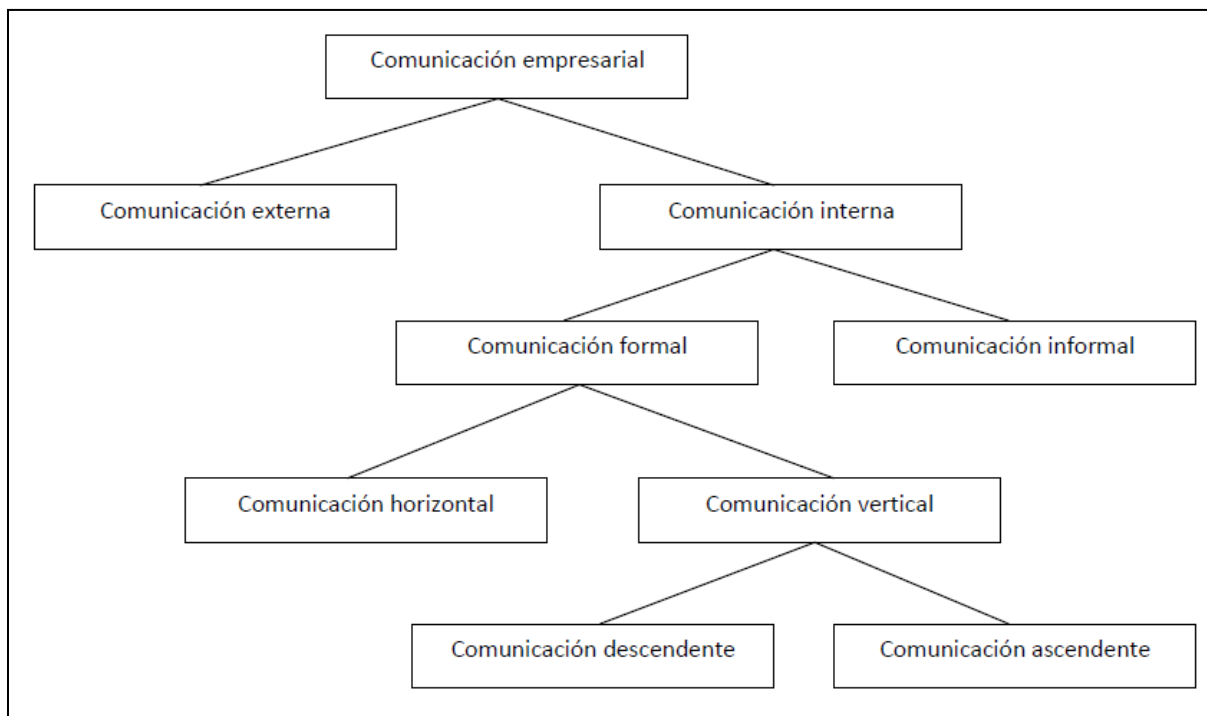 Comunicación empresarial
Comunicación externa
Comunicación interna
Comunicación formal
Comunicación informal
Comunicación horizontal
Comunicación vertical
Comunicación descendente
Comunicación ascendente